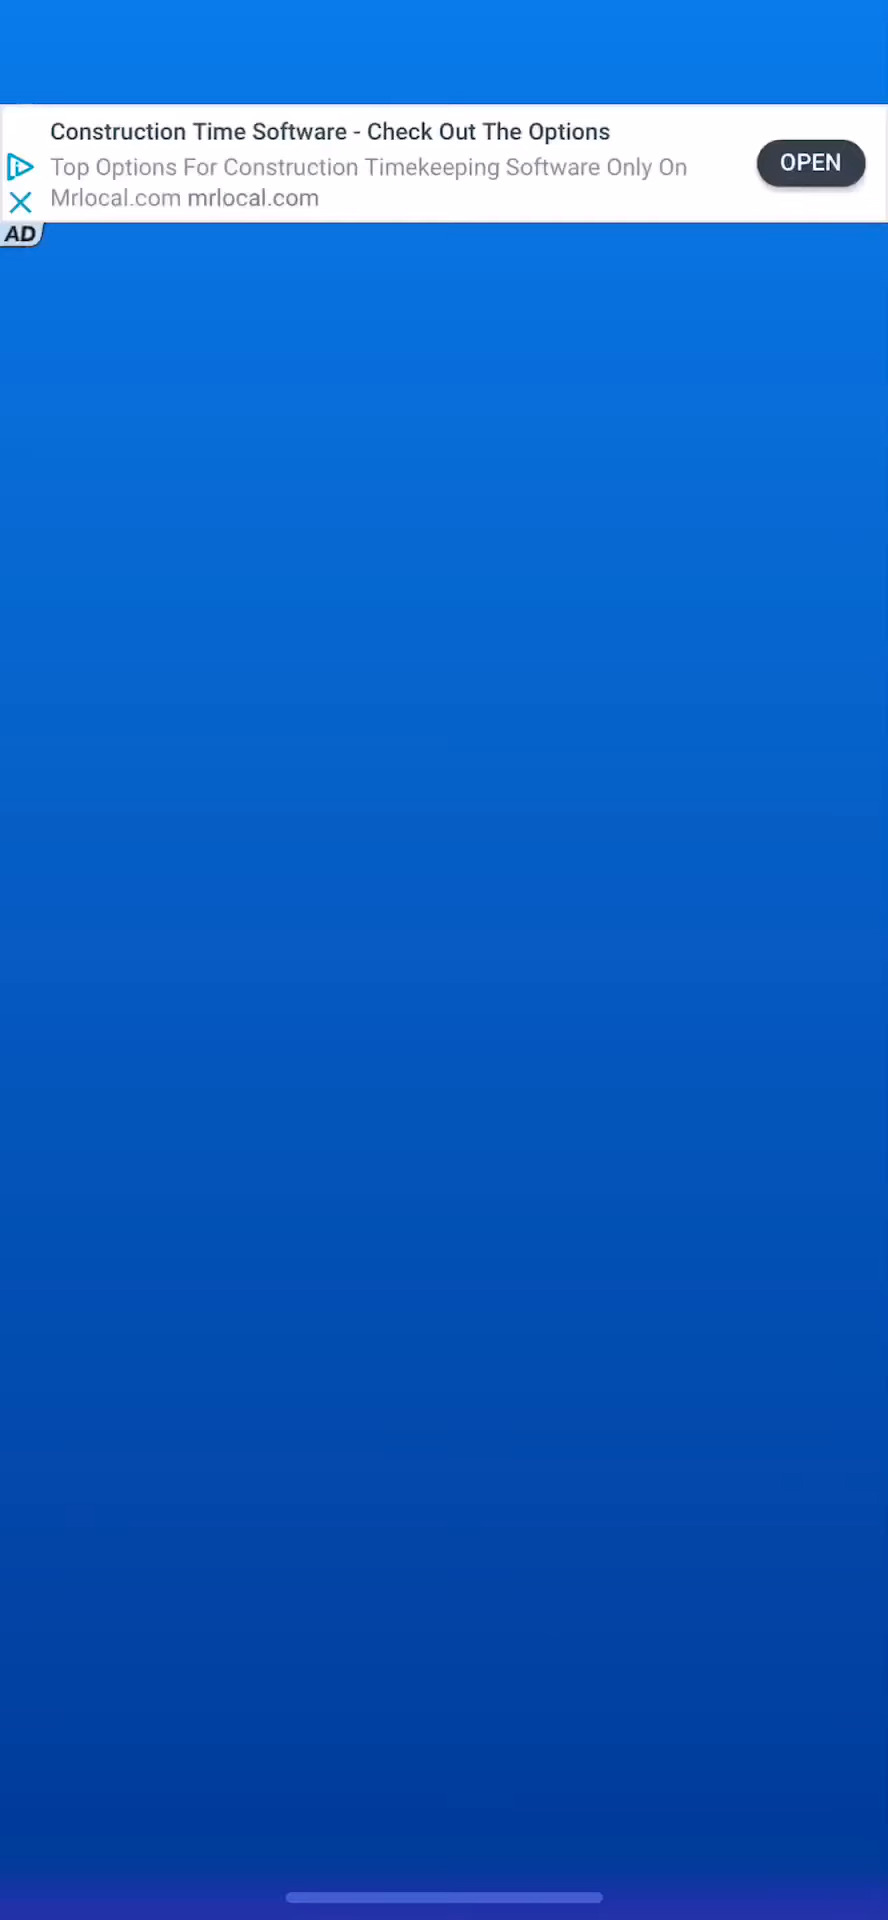 Construction Time Software - Check Out The Options
Top Options For Construction Timekeeping Software Only On
Mrlocal.com mrlocal.com
OPEN
AD